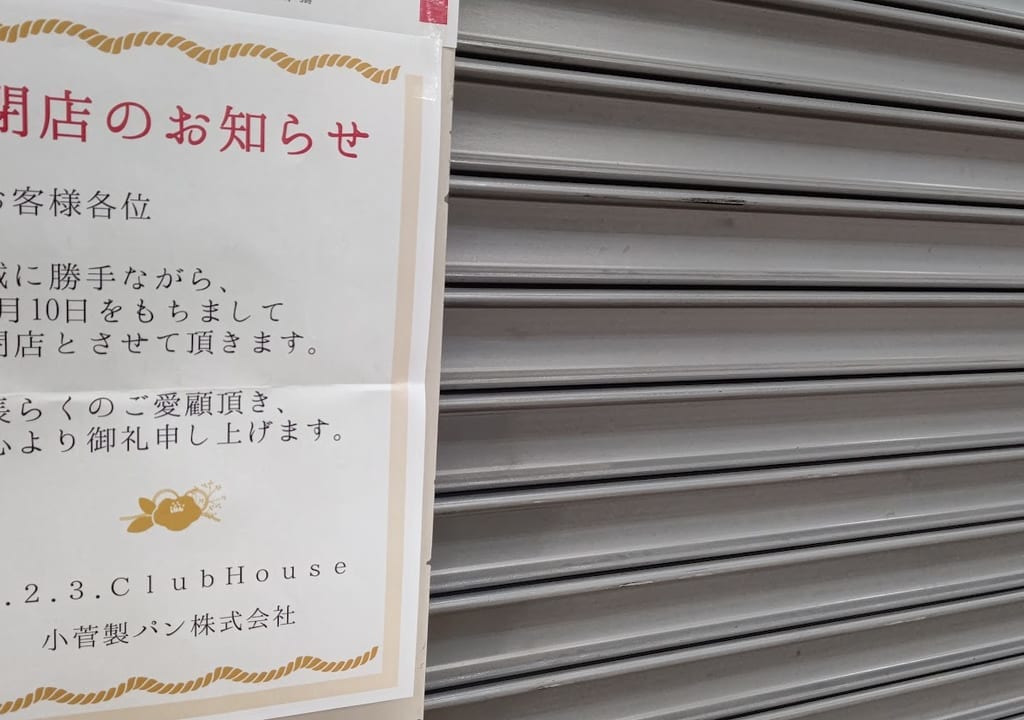 閉店のお知らせ
お客様各位
誠に勝手ながら、
月10日をもちまして
閉店とさせて頂きます。
長らくのご愛顧頂き、
心より御礼申し上げます。
.2.3.ClubHouse
小菅製パン株式会社